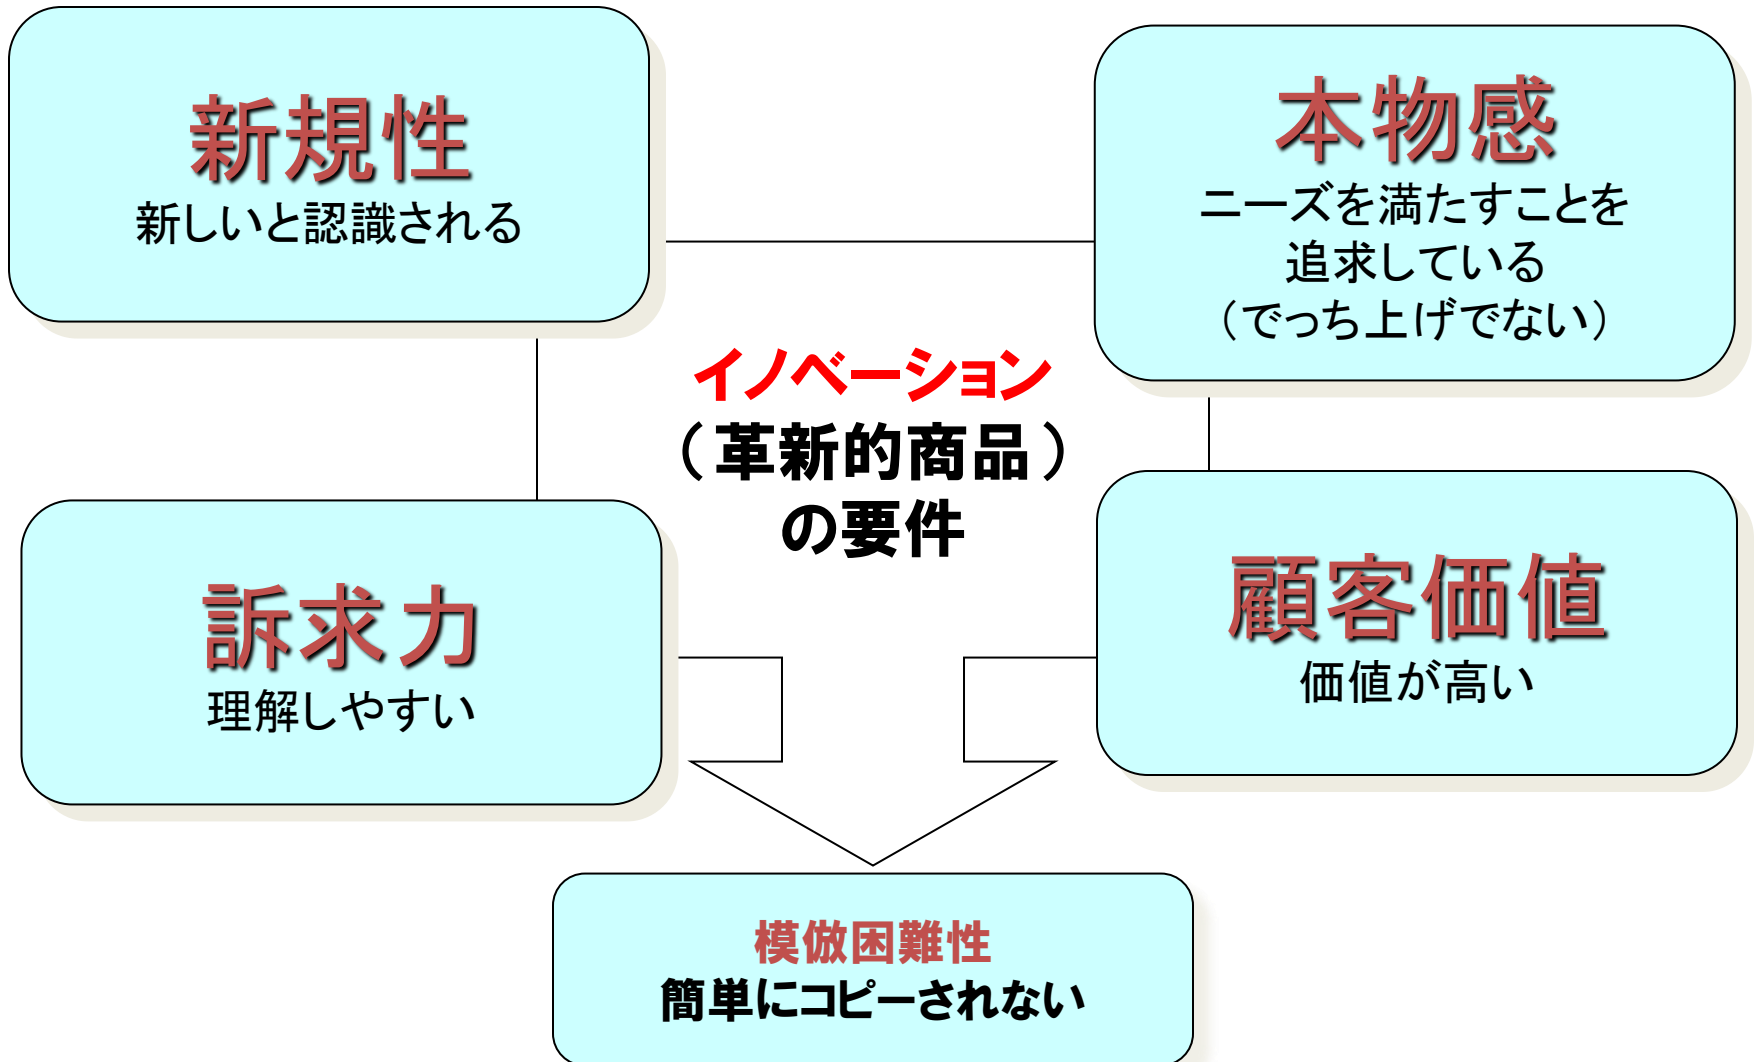 新規性
新しいと認識される
本物感
ニーズを満たすことを
追求している
（でっち上げでない）
イノベーション
（革新的商品）
の要件
訴求力
理解しやすい
顧客価値
価値が高い
模倣困難性
簡単にコピーされない